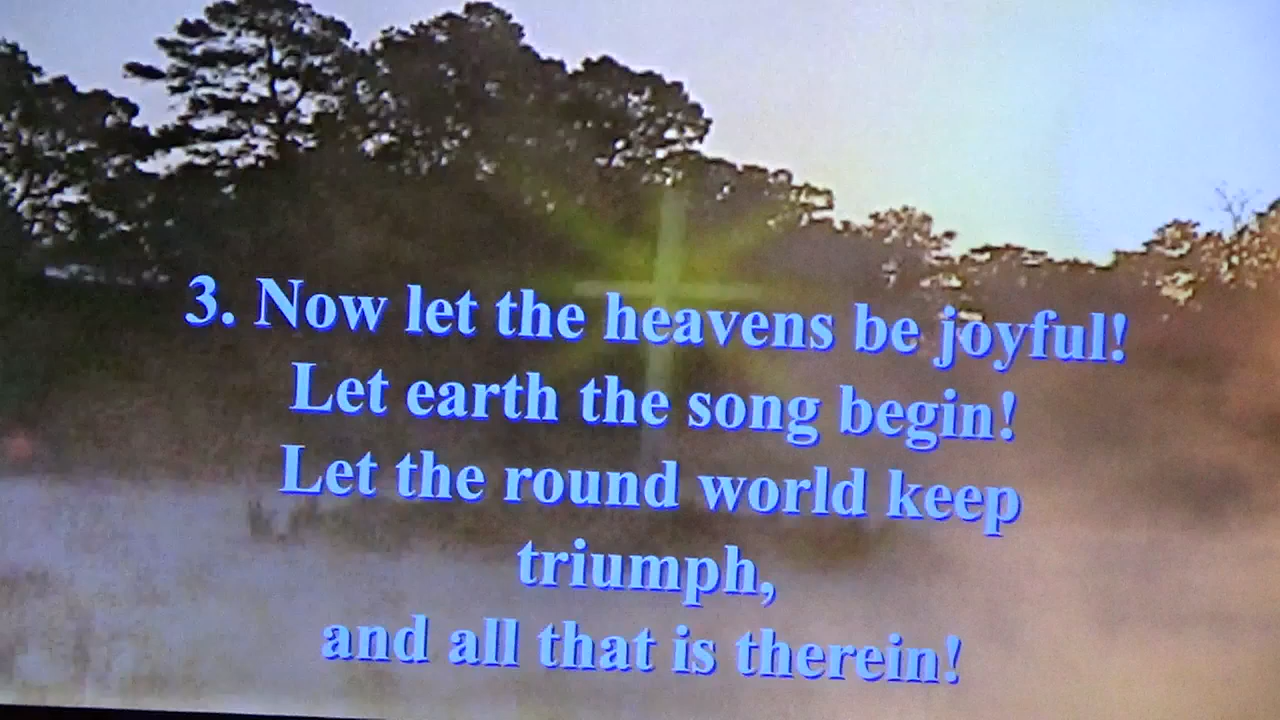 3. Now let the heavens be joyful!
Let earth the song begin!
Let the round world keep
triumph,
and all that is therein!